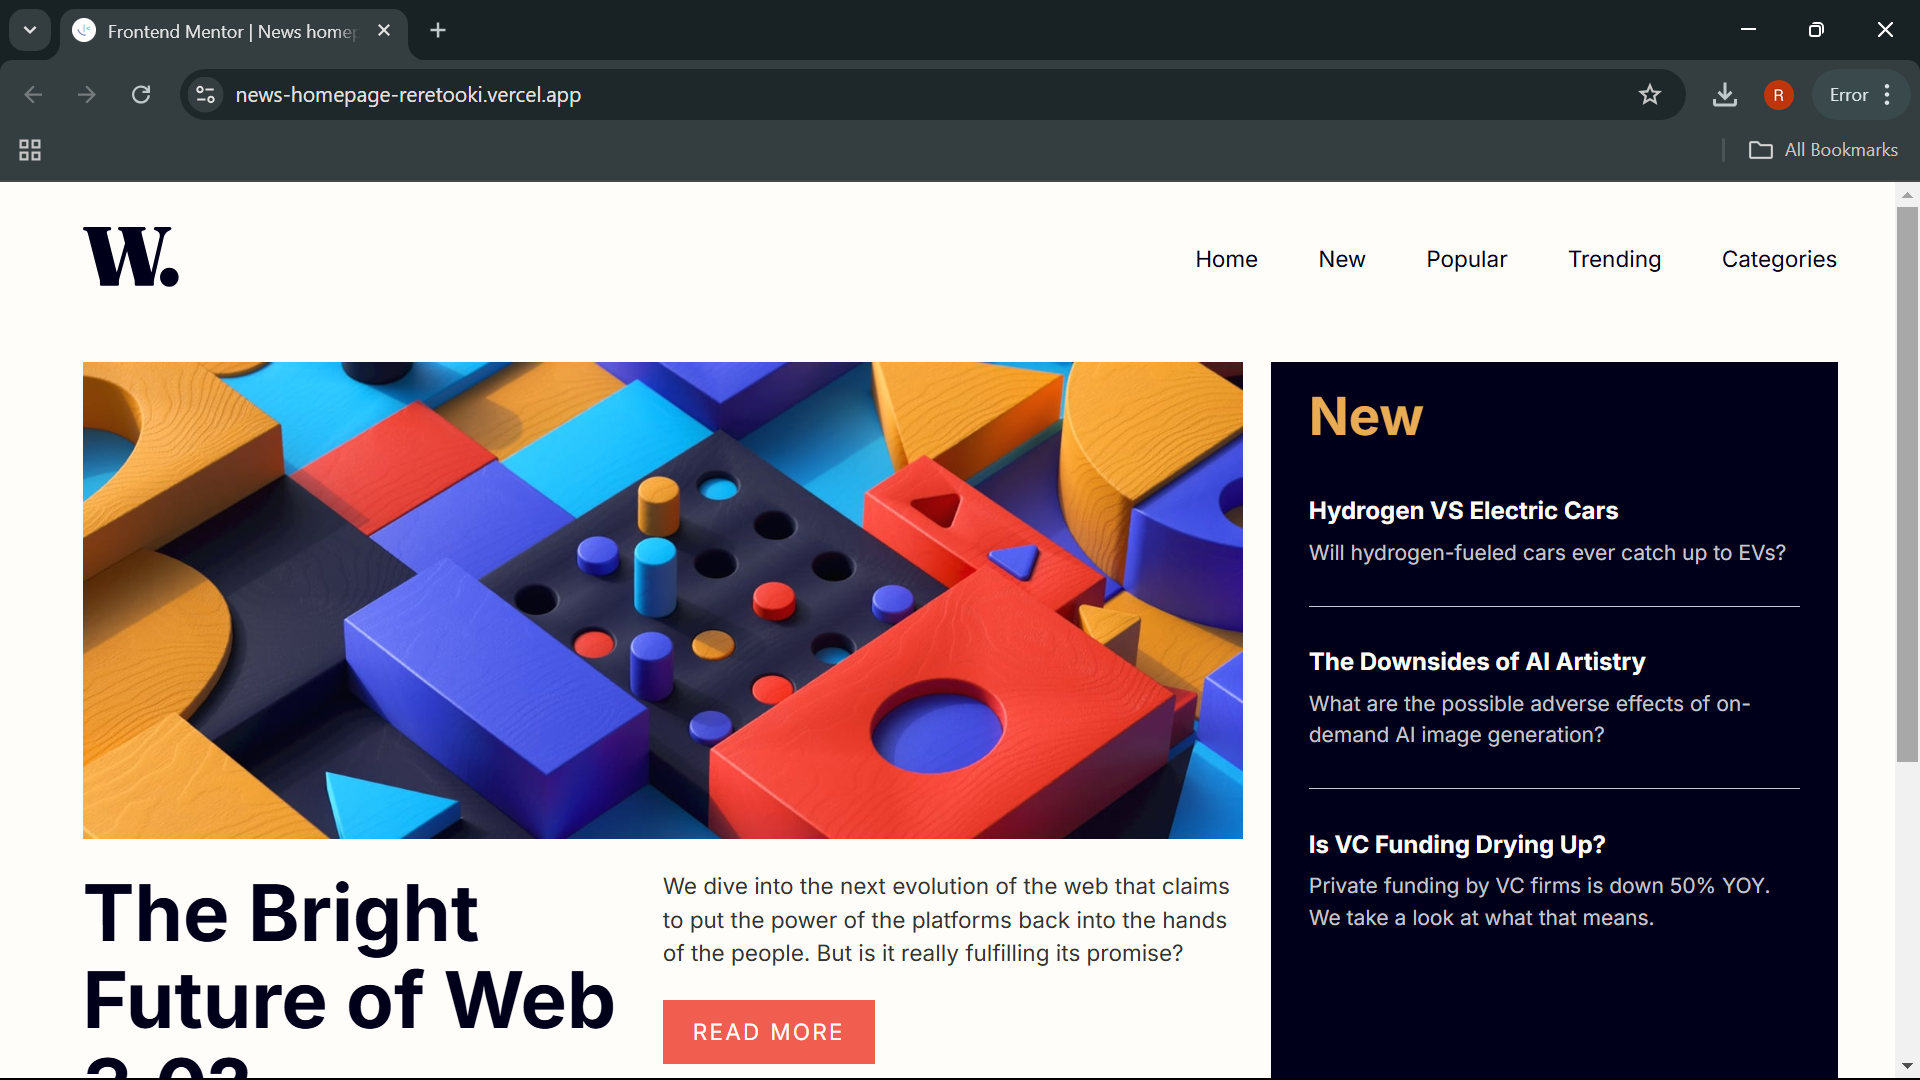 Frontend Mentor | News homep
news-homepage-reretooki.vercel.app
R
Error
All Bookmarks
W.
Home New Popular Trending Categories
New
Hydrogen VS Electric Cars
Will hydrogen-fueled cars ever catch up to EVs?
The Downsides of AI Artistry
What are the possible adverse effects of on-
demand AI image generation?
Is VC Funding Drying Up?
Private funding by VC firms is down 50% YOY.
We take a look at what that means.
The Bright
Future of Web
3.0?
We dive into the next evolution of the web that claims
to put the power of the platforms back into the hands
of the people. But is it really fulfilling its promise?
READ MORE